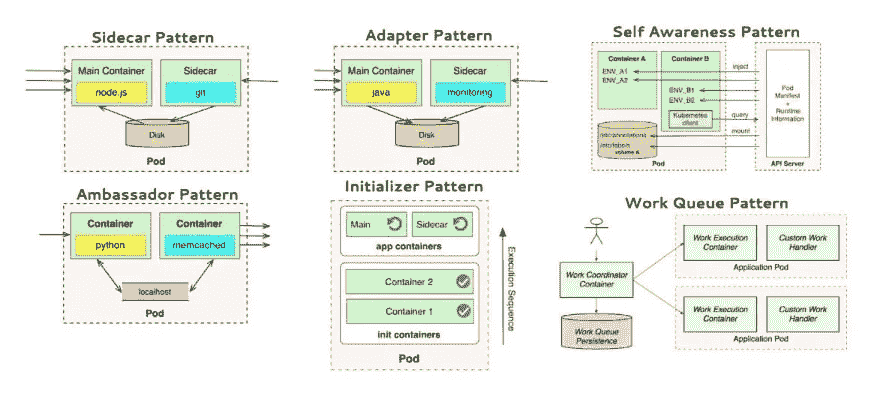 Sidecar Pattern
Main Container
Sidecar
node.js
git
Disk
Pod
Adapter Pattern
Main Container
Sidecar
java
monitoring
Disk
Pod
Self Awareness Pattern
Container A
Container B
ENV_A1
ENV_A2
ENV_B1
ENV_B2
Kubernetes
client
volume A
Pod
inject
query
mount
Pod
Manifest
+
Runtime
Information
API Server
Ambassador Pattern
Container
Container
python
memcached
localhost
Pod
Initializer Pattern
Main
Sidecar
app containers
Container 2
Container 1
init containers
Pod
Execution Sequence
Work Queue Pattern
Work Coordinator
Container
Work Queue
Persistence
Work Execution
Container
Custom Work
Handler
Application Pod
Work Execution
Container
Custom Work
Handler
Application Pod